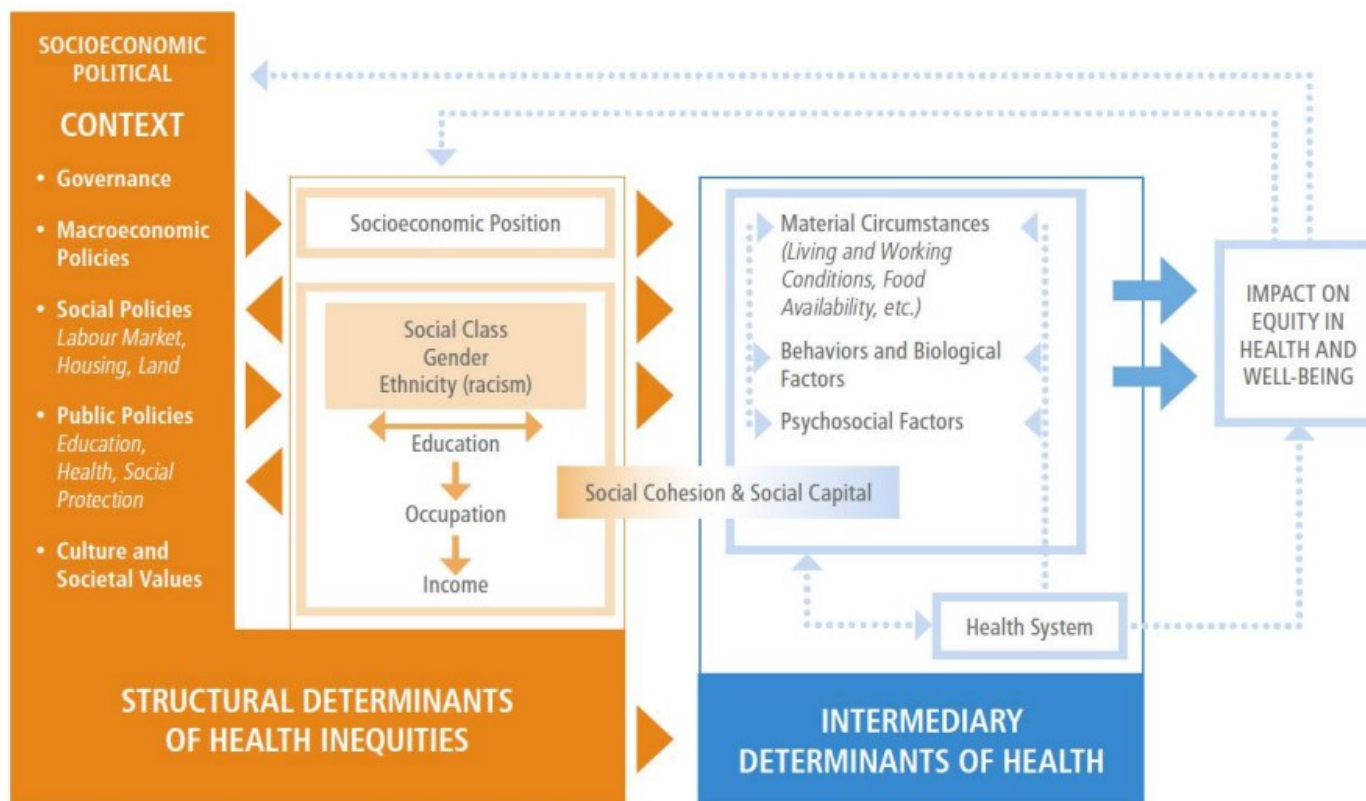 SOCIOECONOMIC
POLITICAL
CONTEXT
• Governance
• Macroeconomic
Policies
• Social Policies
Labour Market,
Housing, Land
• Public Policies
Education,
Health, Social
Protection
• Culture and
Societal Values
Socioeconomic Position
Social Class
Gender
Ethnicity (racism)
Education
Occupation
Income
Social Cohesion & Social Capital
Material Circumstances
(Living and Working
Conditions, Food
Availability, etc.)
Behaviors and Biological
Factors
Psychosocial Factors
Health System
IMPACT ON
EQUITY IN
HEALTH AND
WELL-BEING
STRUCTURAL DETERMINANTS
OF HEALTH INEQUITIES
INTERMEDIARY
DETERMINANTS OF HEALTH